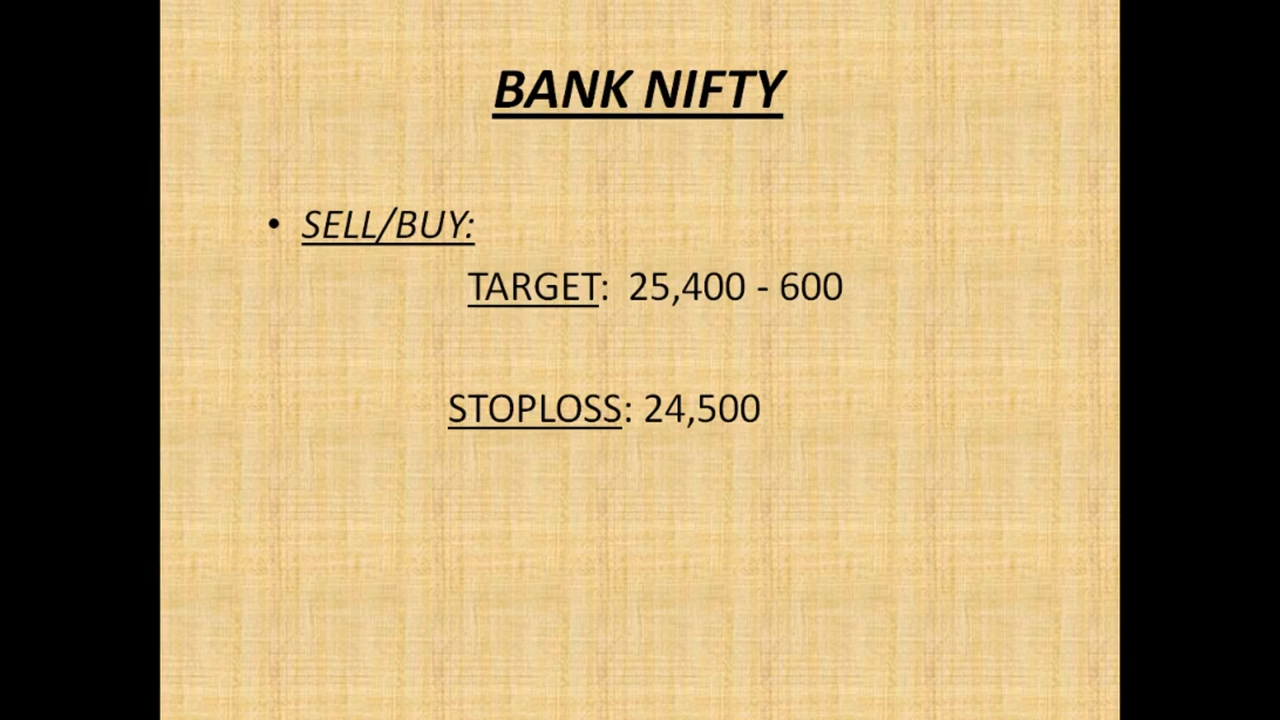 BANK NIFTY
• SELL/BUY:
TARGET: 25,400 - 600
STOPLOSS: 24,500